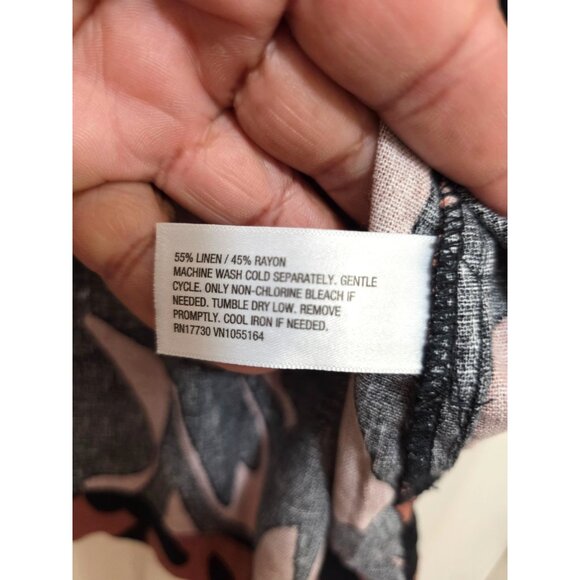 55% LINEN / 45% RAYON
MACHINE WASH COLD SEPARATELY. GENTLE
CYCLE. ONLY NON-CHLORINE BLEACH IF
NEEDED. TUMBLE DRY LOW. REMOVE
PROMPTLY. COOL IRON IF NEEDED.
RN17730 VN1055164